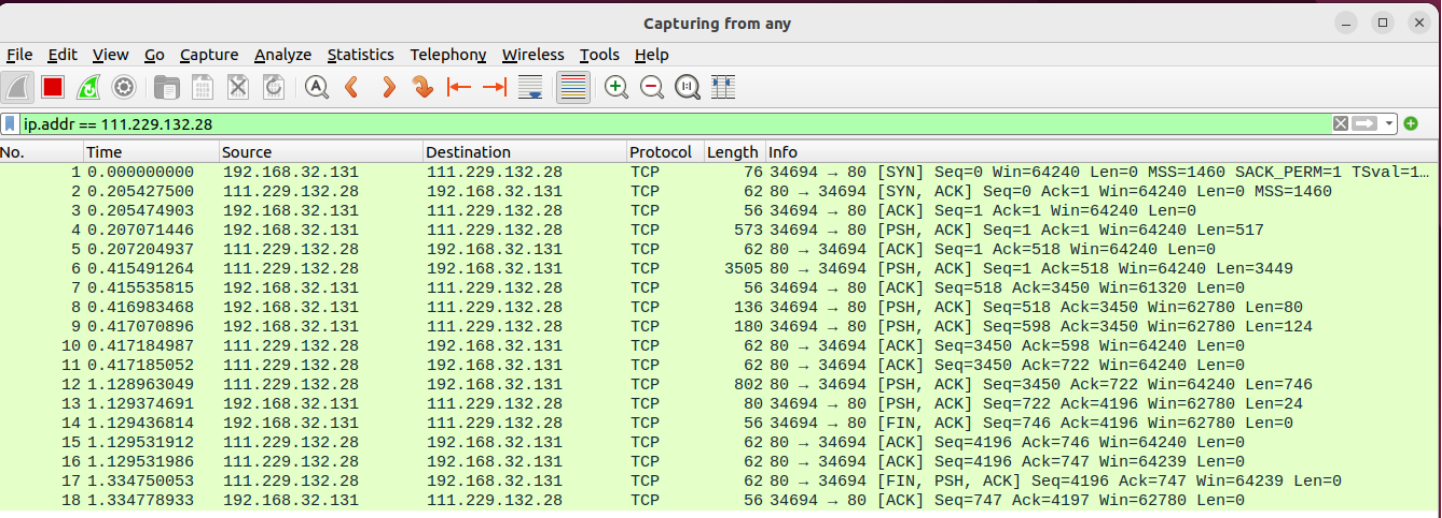 Capturing from any
File Edit View Go Capture Analyze Statistics Telephony Wireless Tools Help
ip.addr == 111.229.132.28
No. Time Source Destination Protocol Length Info
1 0.000000000 192.168.32.131 111.229.132.28 TCP 76 34694 → 80 [SYN] Seq=0 Win=64240 Len=0 MSS=1460 SACK_PERM=1 TSval=1…
2 0.205427500 111.229.132.28 192.168.32.131 TCP 62 80 → 34694 [SYN, ACK] Seq=0 Ack=1 Win=64240 Len=0 MSS=1460
3 0.205474903 192.168.32.131 111.229.132.28 TCP 56 34694 → 80 [ACK] Seq=1 Ack=1 Win=64240 Len=0
4 0.207071446 192.168.32.131 111.229.132.28 TCP 573 34694 → 80 [PSH, ACK] Seq=1 Ack=1 Win=64240 Len=517
5 0.207204937 111.229.132.28 192.168.32.131 TCP 62 80 → 34694 [ACK] Seq=1 Ack=518 Win=64240 Len=0
6 0.415491264 111.229.132.28 192.168.32.131 TCP 3505 80 → 34694 [PSH, ACK] Seq=1 Ack=518 Win=64240 Len=3449
7 0.415535815 192.168.32.131 111.229.132.28 TCP 56 34694 → 80 [ACK] Seq=518 Ack=3450 Win=61320 Len=0
8 0.416983468 192.168.32.131 111.229.132.28 TCP 136 34694 → 80 [PSH, ACK] Seq=518 Ack=3450 Win=62780 Len=80
9 0.417070896 192.168.32.131 111.229.132.28 TCP 180 34694 → 80 [PSH, ACK] Seq=598 Ack=3450 Win=62780 Len=124
10 0.417184987 111.229.132.28 192.168.32.131 TCP 62 80 → 34694 [ACK] Seq=3450 Ack=598 Win=64240 Len=0
11 0.417185052 111.229.132.28 192.168.32.131 TCP 62 80 → 34694 [ACK] Seq=3450 Ack=722 Win=64240 Len=0
12 1.128963049 111.229.132.28 192.168.32.131 TCP 802 80 → 34694 [PSH, ACK] Seq=3450 Ack=722 Win=64240 Len=746
13 1.129374691 192.168.32.131 111.229.132.28 TCP 80 34694 → 80 [PSH, ACK] Seq=722 Ack=4196 Win=62780 Len=24
14 1.129436814 192.168.32.131 111.229.132.28 TCP 56 34694 → 80 [FIN, ACK] Seq=746 Ack=4196 Win=62780 Len=0
15 1.129531912 111.229.132.28 192.168.32.131 TCP 62 80 → 34694 [ACK] Seq=4196 Ack=746 Win=64240 Len=0
16 1.129531986 111.229.132.28 192.168.32.131 TCP 62 80 → 34694 [ACK] Seq=4196 Ack=747 Win=64239 Len=0
17 1.334750053 111.229.132.28 192.168.32.131 TCP 62 80 → 34694 [FIN, PSH, ACK] Seq=4196 Ack=747 Win=64239 Len=0
18 1.334778933 192.168.32.131 111.229.132.28 TCP 56 34694 → 80 [ACK] Seq=747 Ack=4197 Win=62780 Len=0